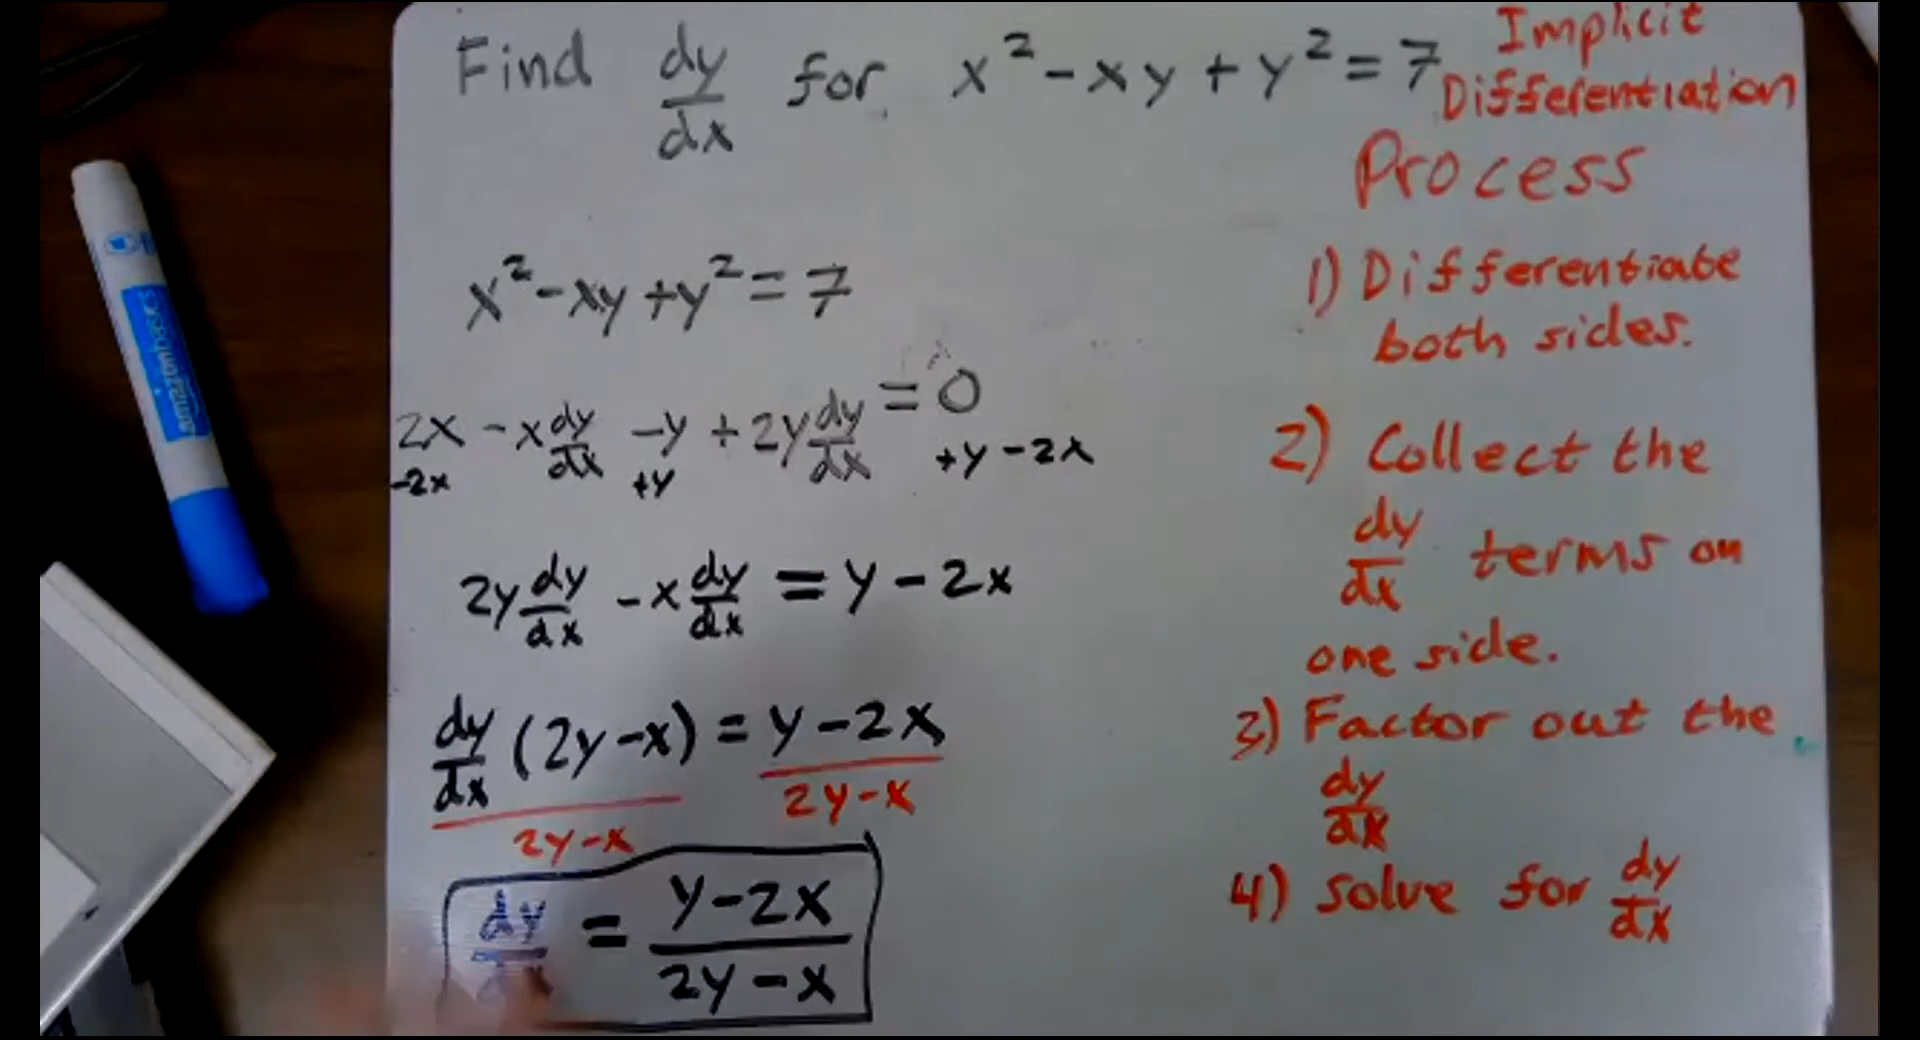 Find dy/dx for x² - xy + y² = 7
Implicit
Differentiation
Process
x² - xy + y² = 7
2x - x dy/dx - y + 2y dy/dx = 0
-2x +y +y - 2x
2y dy/dx - x dy/dx = y - 2x
dy/dx (2y - x) = y - 2x
2y - x 2y - x
dy/dx = y - 2x / 2y - x
1) Differentiate
both sides.
2) Collect the
dy/dx terms on
one side.
3) Factor out the
dy/dx
4) Solve for dy/dx
amazonbasics